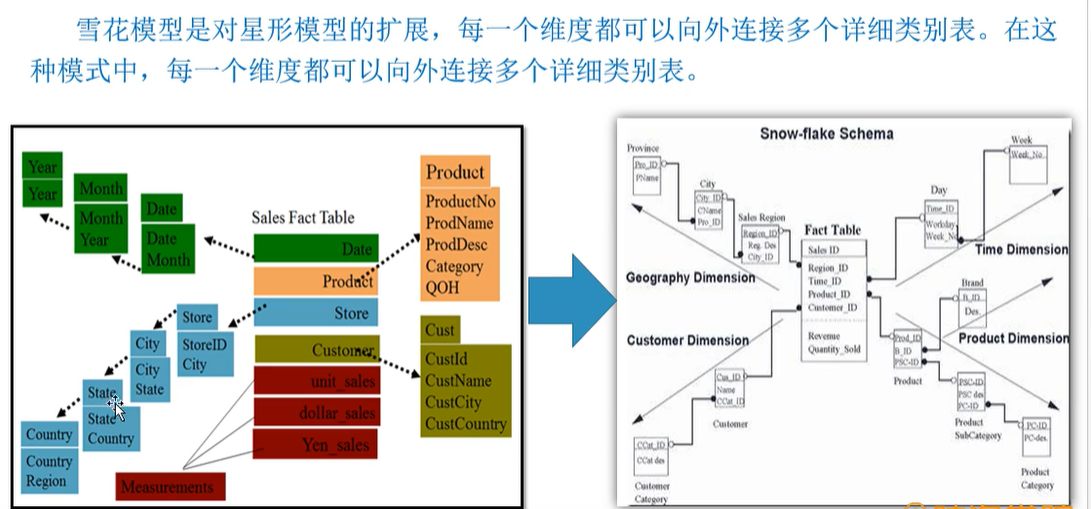 雪花模型是对星形模型的扩展，每一个维度都可以向外连接多个详细类别表。在这
种模式中，每一个维度都可以向外连接多个详细类别表。
Year
Year
Month
Month
Year
Date
Date
Month
Sales Fact Table
Date
Product
Store
Customer
unit_sales
dollar_sales
Yen_sales
Measurements
Product
ProductNo
ProdName
ProdDesc
Category
QOH
Cust
CustId
CustName
CustCity
CustCountry
Store
StoreID
City
City
City
State
State
State
Country
Country
Country
Region
Snow-flake Schema
Province
Pro_ID
PName
City
City_ID
CName
Pro_ID
Sales Region
Region_ID
Reg. Des
City_ID
Fact Table
Sales ID
Region_ID
Time_ID
Product_ID
Customer_ID
Revenue
Quantity_Sold
Day
Time_ID
Workday
Week_No
Week
Week_No.
Time Dimension
Geography Dimension
Customer Dimension
Product Dimension
Brand
B_ID
Des.
Prod_ID
B_ID
PSC-ID
Product
PSC-ID
PSC des
PC-ID
Product
SubCategory
PC-ID
PC-des.
Product
Category
Cus_ID
Name
CCat_ID
Customer
CCat_ID
CCat des
Customer
Category